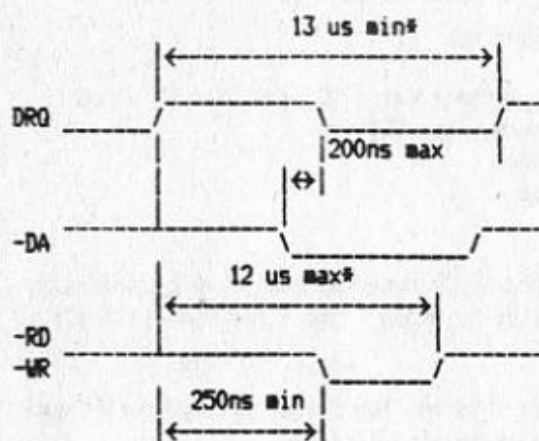 13 us min*
DRQ
200ns max
-DA
12 us max*
-RD
-WR
250ns min